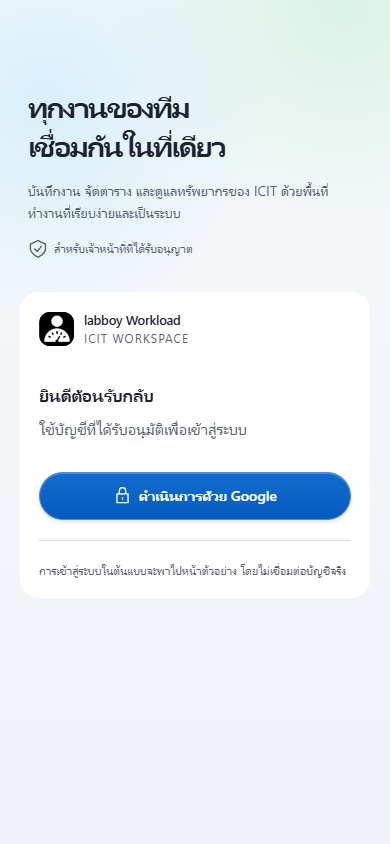 ทุกงานของทีม
เชื่อมกันในที่เดียว
บันทึกงาน จัดตาราง และดูแลทรัพยากรของ ICIT ด้วยพื้นที่
ทำงานที่เรียบง่ายและเป็นระบบ
สำหรับเจ้าหน้าที่ที่ได้รับอนุญาต
labboy Workload
ICIT WORKSPACE
ยินดีต้อนรับกลับ
ใช้บัญชีที่ได้รับอนุมัติเพื่อเข้าสู่ระบบ
ดำเนินการด้วย Google
การเข้าสู่ระบบในต้นแบบจะพาไปหน้าตัวอย่าง โดยไม่เชื่อมต่อบัญชีจริง